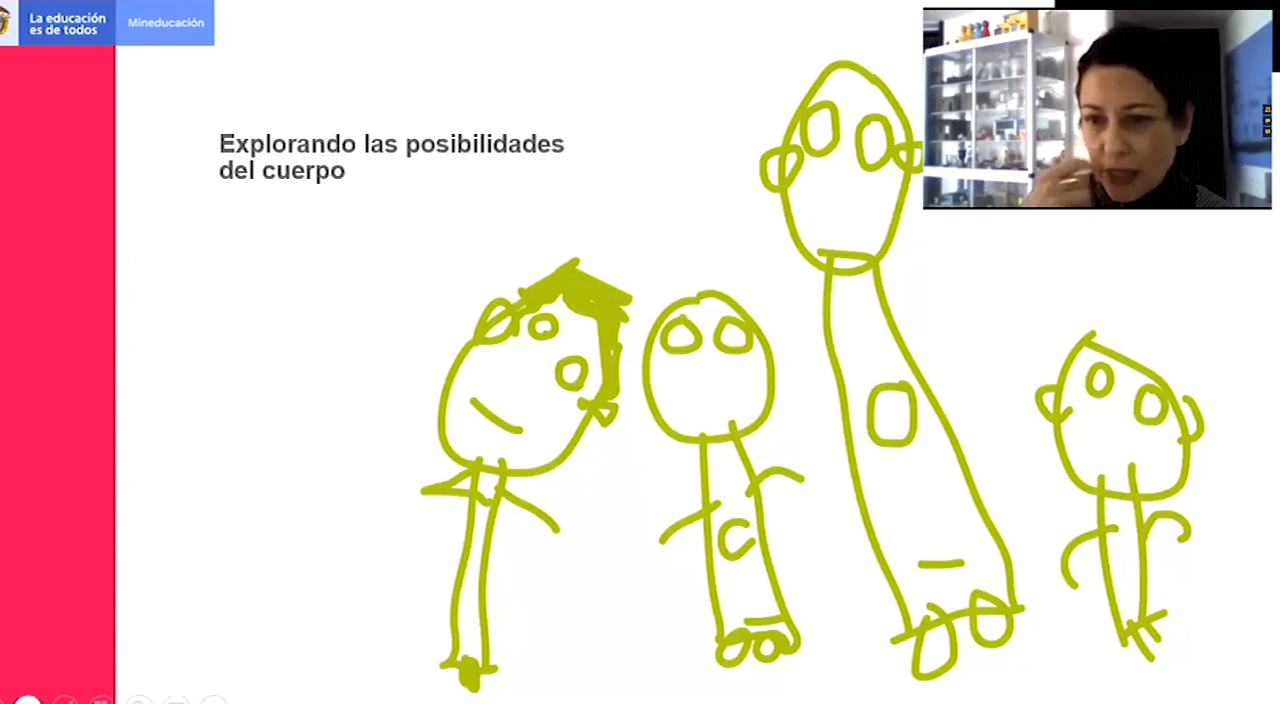 La educación
es de todos
Mineducación
Explorando las posibilidades
del cuerpo